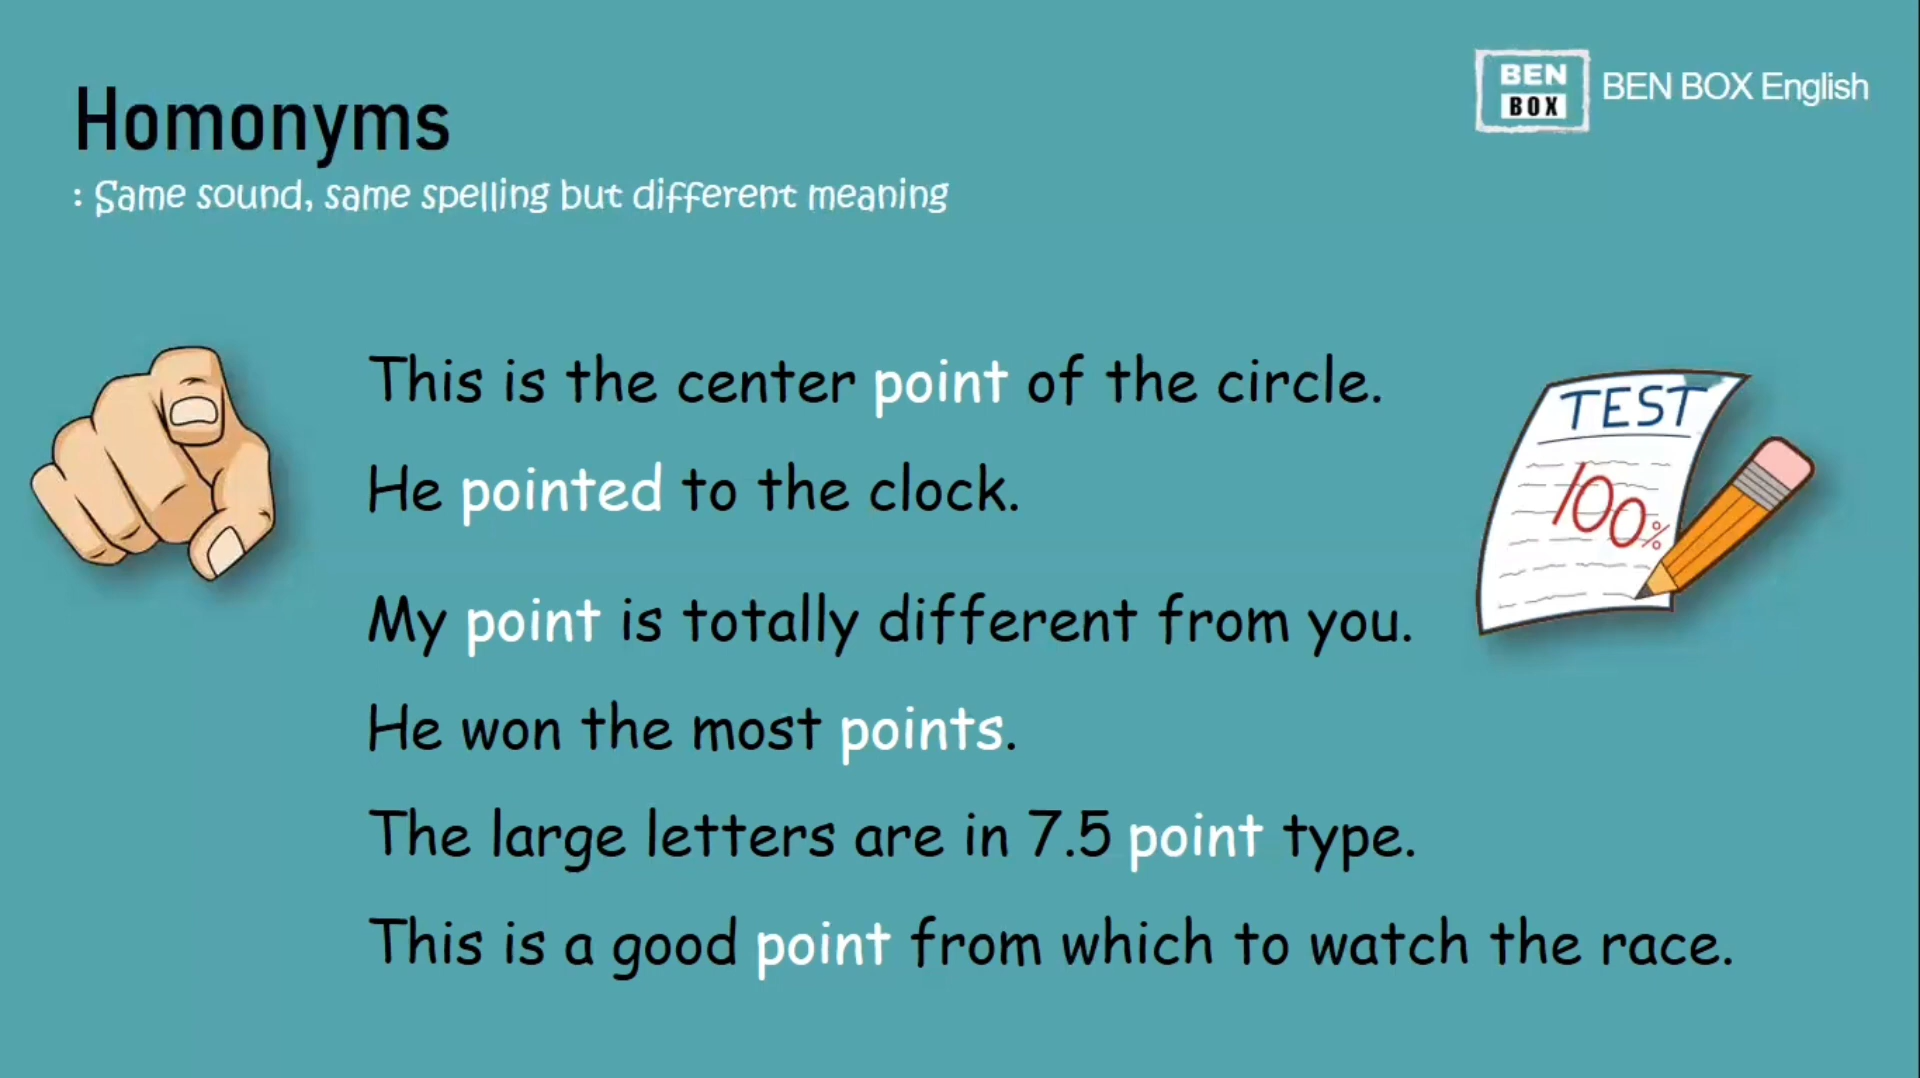 BEN
BOX
BEN BOX English
Homonyms
: Same sound, same spelling but different meaning
This is the center point of the circle.
He pointed to the clock.
My point is totally different from you.
He won the most points.
The large letters are in 7.5 point type.
This is a good point from which to watch the race.
TEST
100%